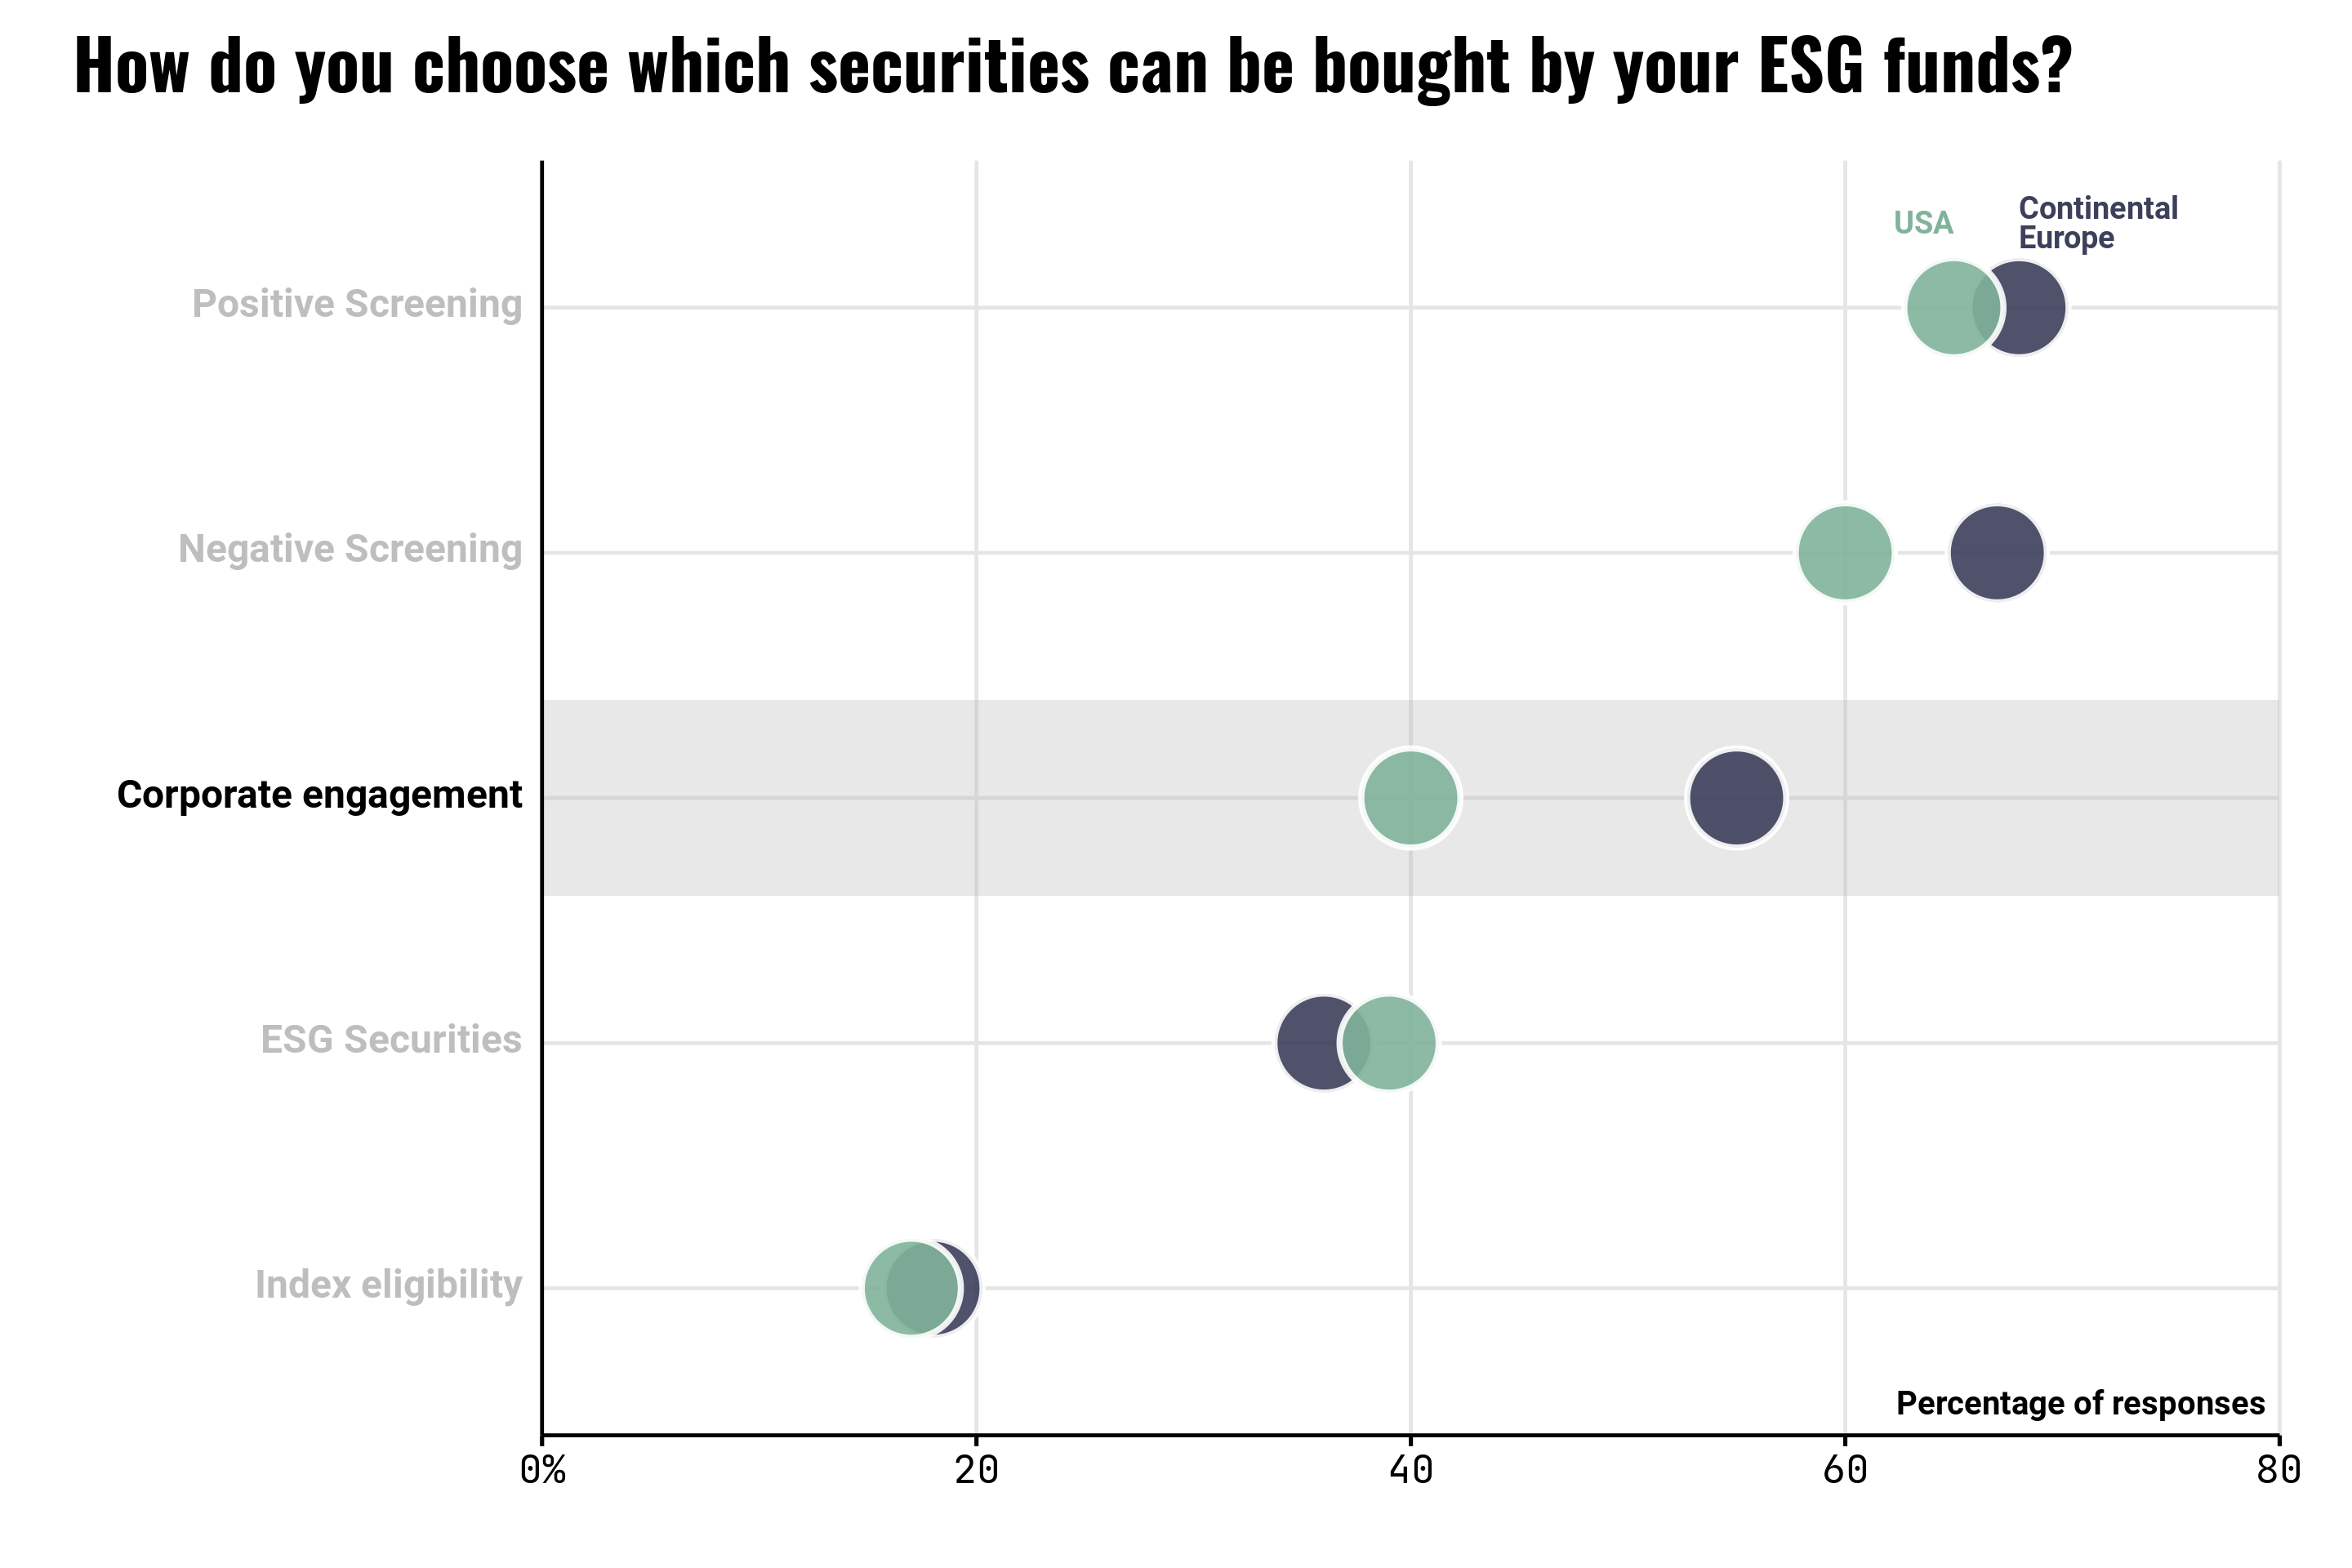 How do you choose which securities can be bought by your ESG funds?
USA
Continental
Europe
Positive Screening
Negative Screening
Corporate engagement
ESG Securities
Index eligibility
Percentage of responses
0%
20
40
60
80